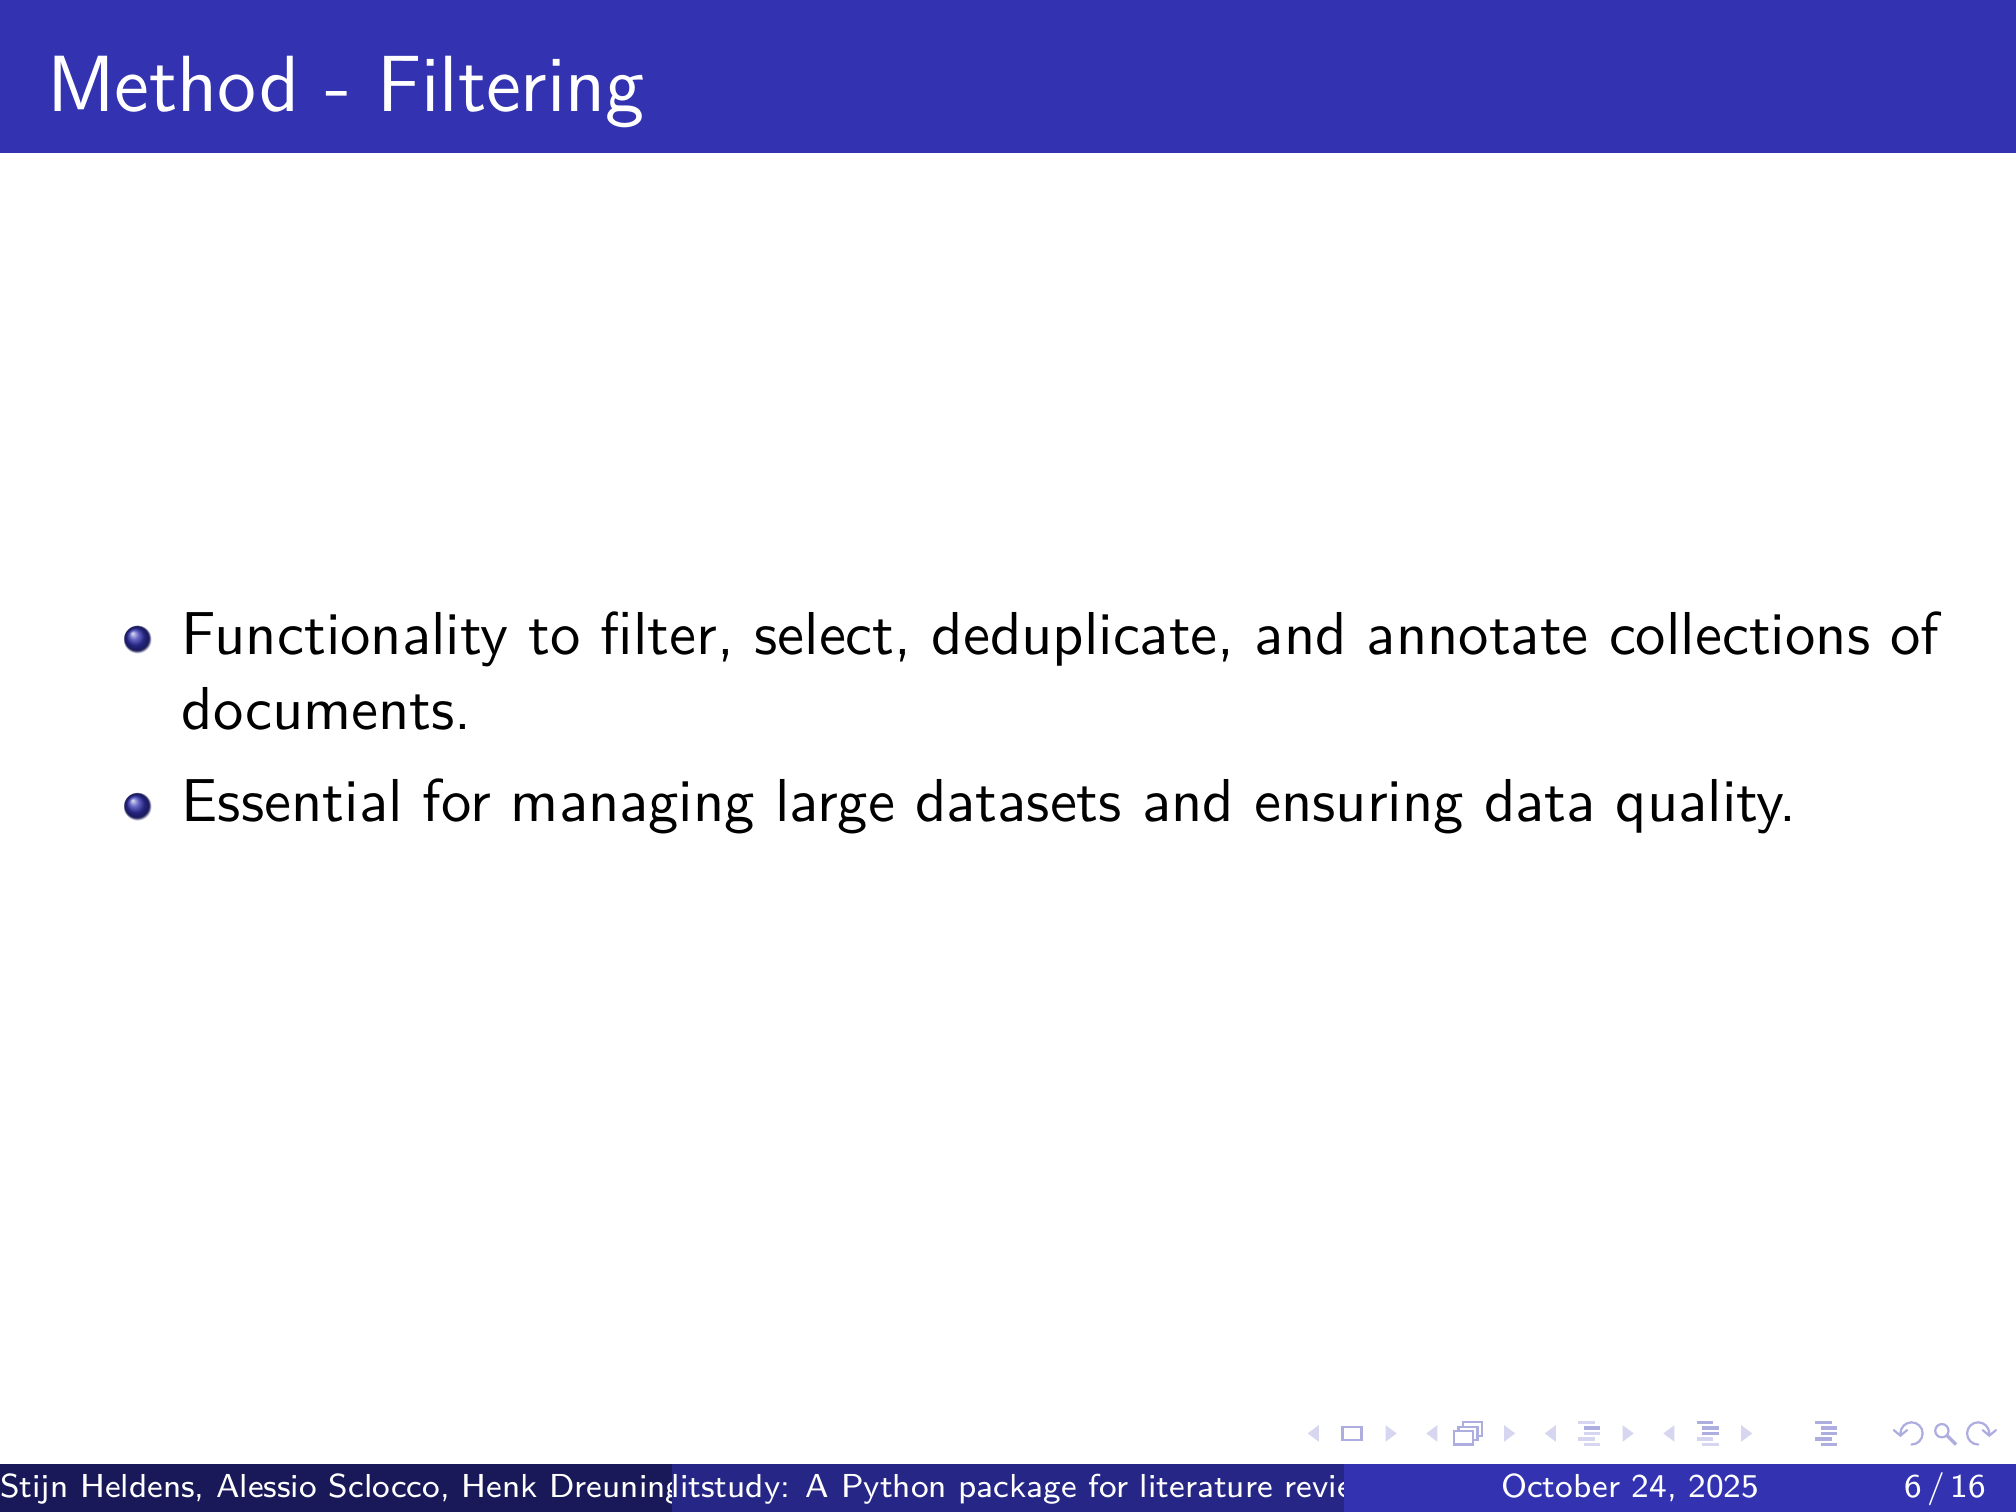 Method - Filtering
Functionality to filter, select, deduplicate, and annotate collections of
documents.
Essential for managing large datasets and ensuring data quality.
Stijn Heldens, Alessio Sclocco, Henk Dreuning
litstudy: A Python package for literature revie
October 24, 2025
6 / 16